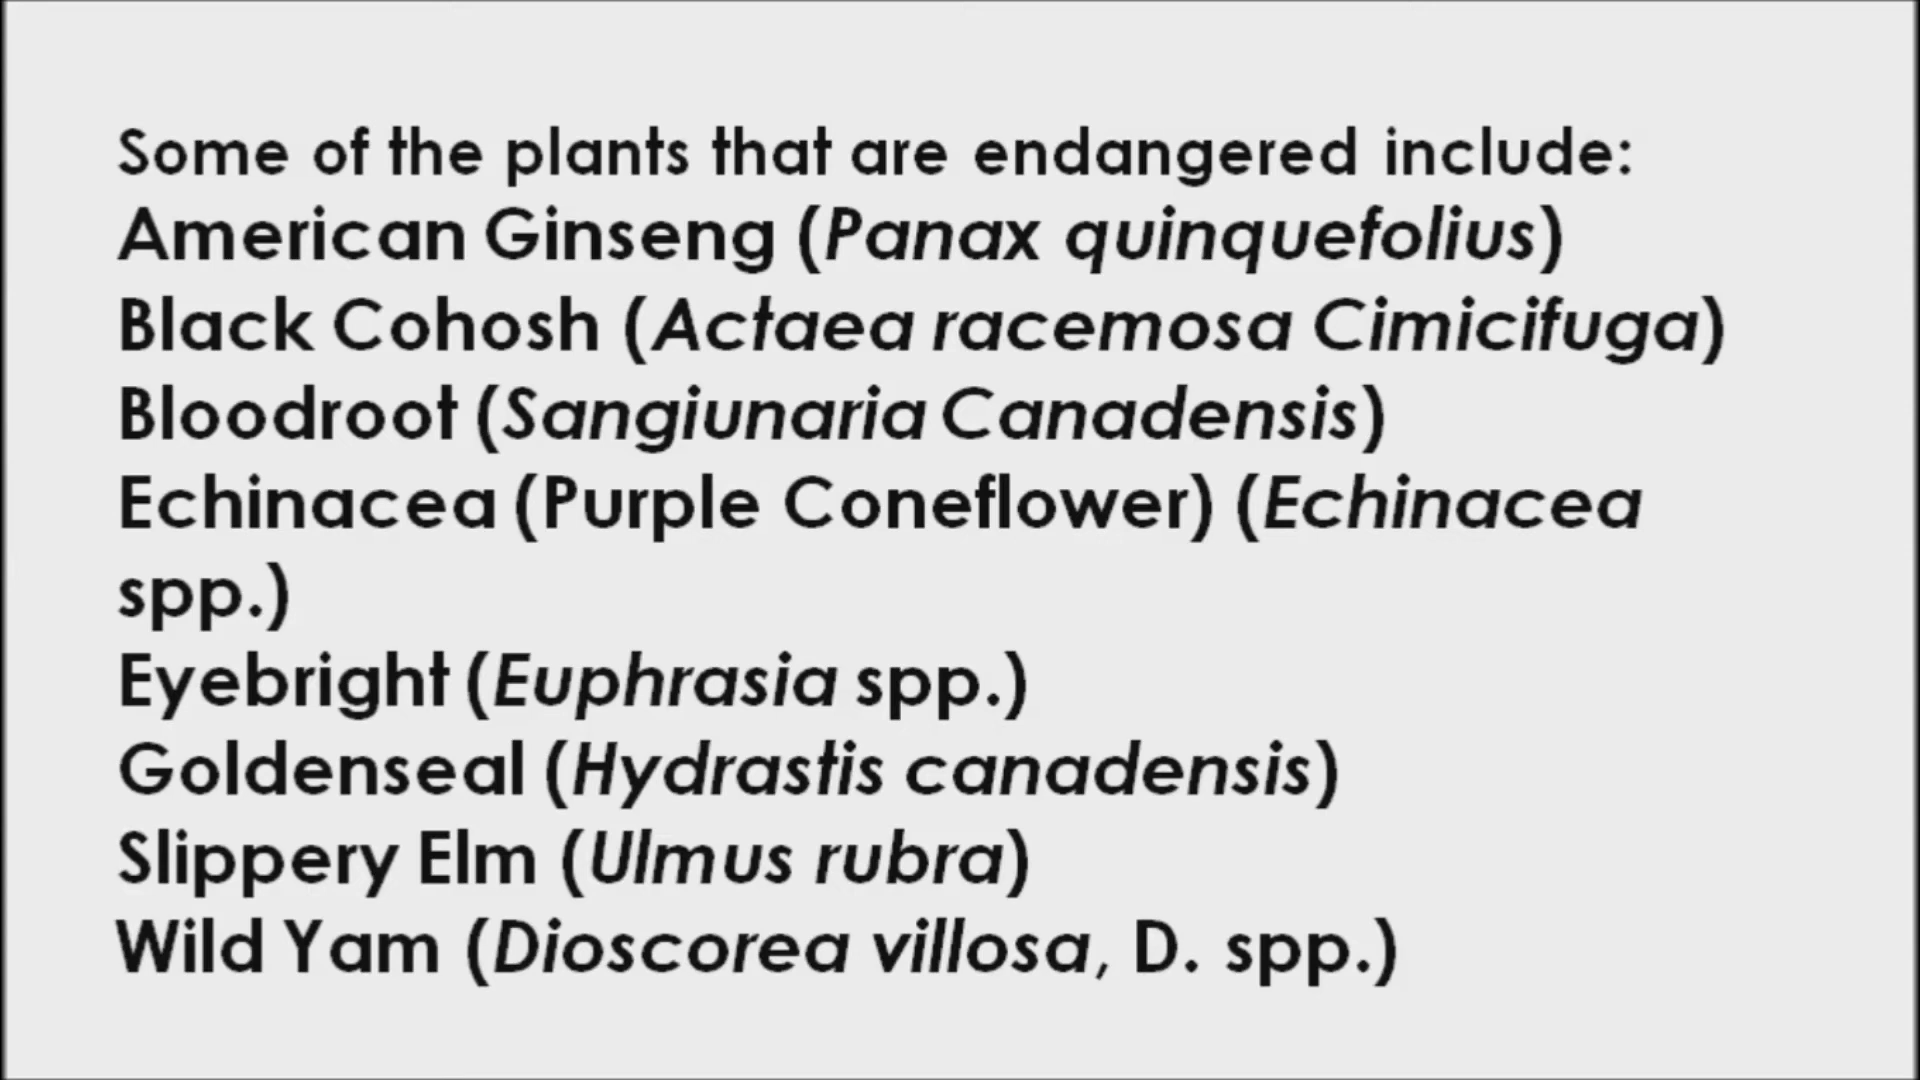 Some of the plants that are endangered include:
American Ginseng (Panax quinquefolius)
Black Cohosh (Actaea racemosa Cimicifuga)
Bloodroot (Sangiunaria Canadensis)
Echinacea (Purple Coneflower) (Echinacea
spp.)
Eyebright (Euphrasia spp.)
Goldenseal (Hydrastis canadensis)
Slippery Elm (Ulmus rubra)
Wild Yam (Dioscorea villosa, D. spp.)